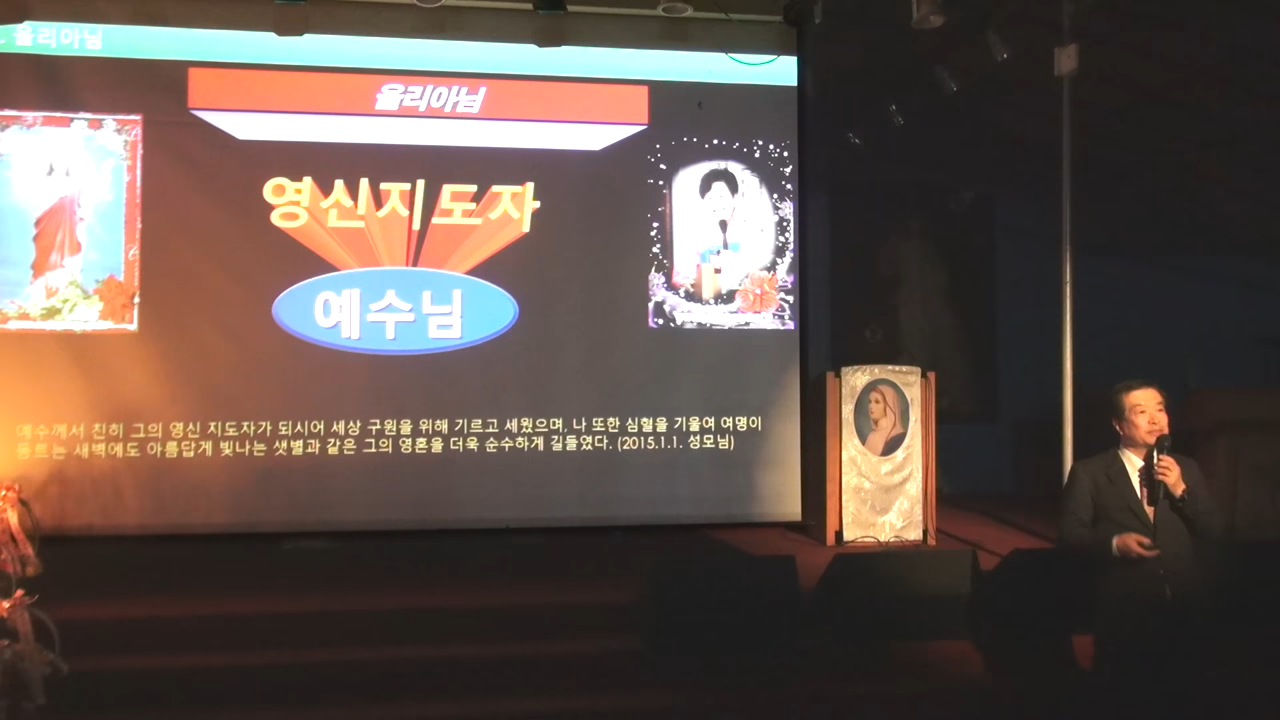 율리아님
율리아님
영신지도자
예수님
예수께서 친히 그의 영신 지도자가 되시어 세상 구원을 위해 기르고 세웠으며, 나 또한 심혈을 기울여 여명이
동트는 새벽에도 아름답게 빛나는 샛별과 같은 그의 영혼을 더욱 순수하게 길들였다. (2015.1.1. 성모님)